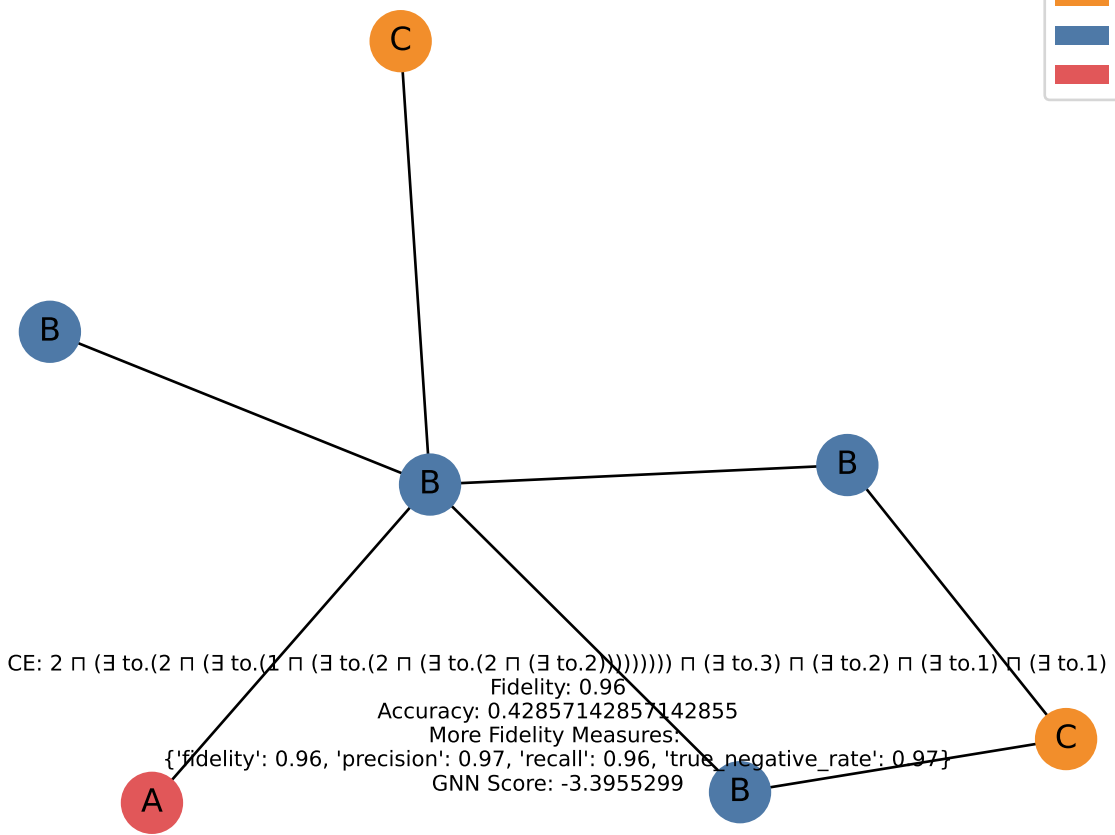 C
B
B
B
CE: 2 ⊓ (∃ to.(2 ⊓ (∃ to.(1 ⊓ (∃ to.(2 ⊓ (∃ to.(2 ⊓ (∃ to.2))))))))) ⊓ (∃ to.3) ⊓ (∃ to.2) ⊓ (∃ to.1) ⊓ (∃ to.1)
Fidelity: 0.96
Accuracy: 0.42857142857142855
More Fidelity Measures:
{'fidelity': 0.96, 'precision': 0.97, 'recall': 0.96, 'true_negative_rate': 0.97}
GNN Score: -3.3955299
C
B
A